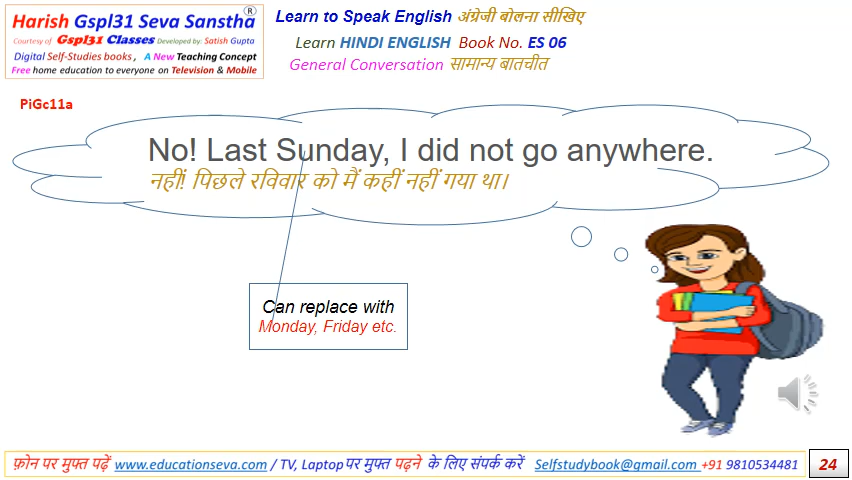 Harish Gspl31 Seva Sanstha ®
Courtesy of Gspl31 Classes Developed by: Satish Gupta
Digital Self-Studies books, A New Teaching Concept
Free home education to everyone on Television & Mobile
Learn to Speak English अंग्रेजी बोलना सीखिए
Learn HINDI ENGLISH Book No. ES 06
General Conversation सामान्य बातचीत
PiGc11a
No! Last Sunday, I did not go anywhere.
नहीं! पिछले रविवार को मैं कहीं नहीं गया था।
Can replace with
Monday, Friday etc.
फ़ोन पर मुफ्त पढ़ें www.educationseva.com / TV, Laptop पर मुफ्त पढ़ने के लिए संपर्क करें Selfstudybook@gmail.com +91 9810534481
24